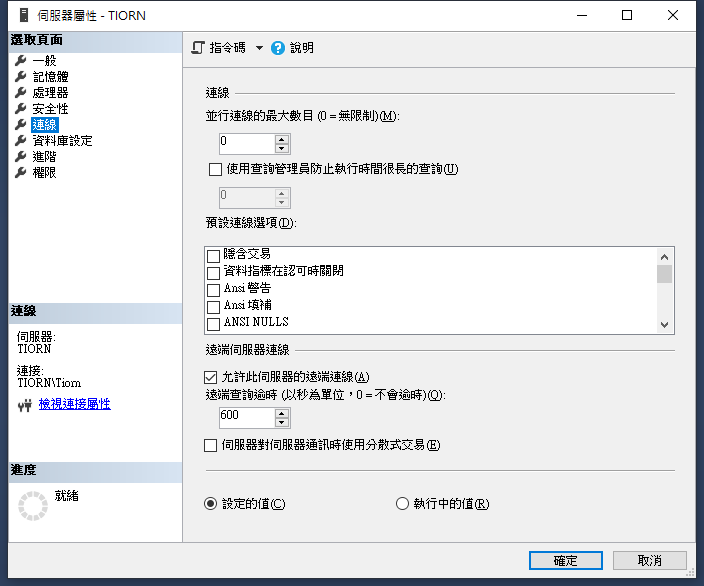 伺服器屬性 - TIORN
選取頁面
一般
記憶體
處理器
安全性
連線
資料庫設定
進階
權限
連線
伺服器:
TIORN
連接:
TIORN\Tiorn
檢視連接屬性
進度
就緒
指令碼
說明
連線
並行連線的最大數目 (0 = 無限制)(M):
0
使用查詢管理員防止執行時間很長的查詢(U)
0
預設連線選項(D):
隱含交易
資料指標在認可時關閉
Ansi 警告
Ansi 填補
ANSI NULLS
遠端伺服器連線
允許此伺服器的遠端連線(A)
遠端查詢逾時 (以秒為單位，0 = 不會逾時)(Q):
600
伺服器對伺服器通訊時使用分散式交易(E)
設定的值(C)
執行中的值(R)
確定
取消